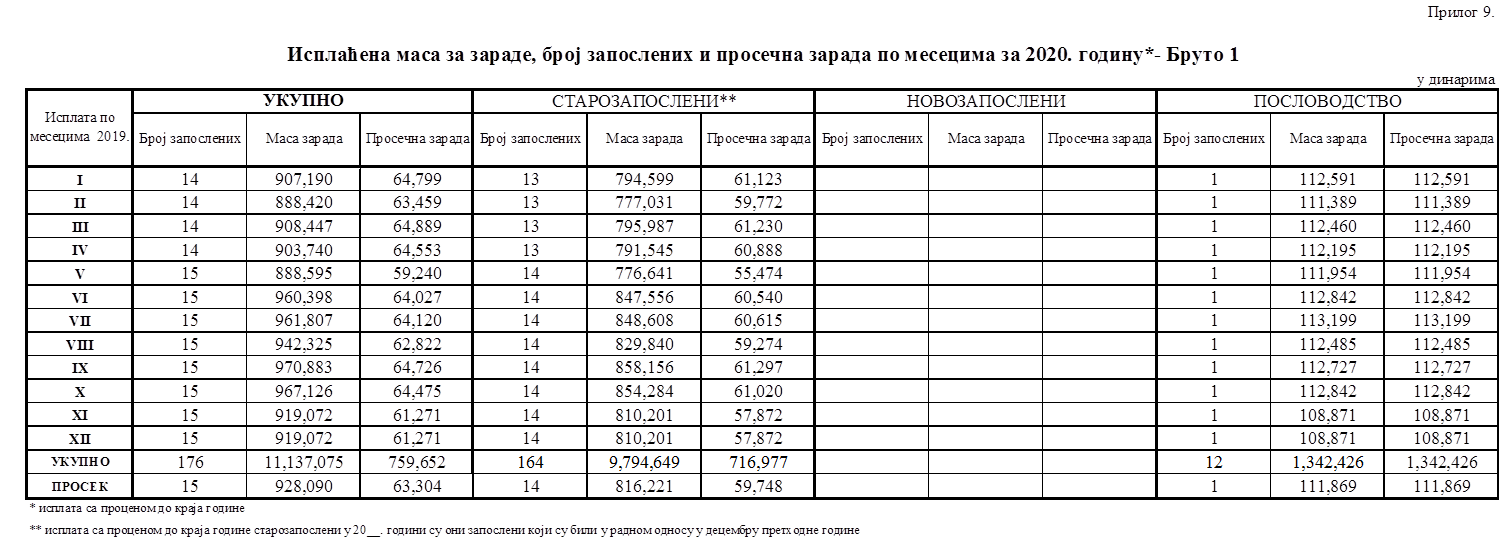 Прилог 9.
Исплаћена маса за зараде, број запослених и просечна зарада по месецима за 2020. годину*- Бруто 1
у динарима
Исплата по месецима 2019. УКУПНО СТАРОЗАПОСЛЕНИ** НОВОЗАПОСЛЕНИ ПОСЛОВОДСТВО
Број запослених Маса зарада Просечна зарада Број запослених Маса зарада Просечна зарада Број запослених Маса зарада Просечна зарада Број запослених Маса зарада Просечна зарада
I 14 907,190 64,799 13 794,599 61,123 1 112,591 112,591
II 14 888,420 63,459 13 777,031 59,772 1 111,389 111,389
III 14 908,447 64,889 13 795,987 61,230 1 112,460 112,460
IV 14 903,740 64,553 13 791,545 60,888 1 112,195 112,195
V 15 888,595 59,240 14 776,641 55,474 1 111,954 111,954
VI 15 960,398 64,027 14 847,556 60,540 1 112,842 112,842
VII 15 961,807 64,120 14 848,608 60,615 1 113,199 113,199
VIII 15 942,325 62,822 14 829,840 59,274 1 112,485 112,485
IX 15 970,883 64,726 14 858,156 61,297 1 112,727 112,727
X 15 967,126 64,475 14 854,284 61,020 1 112,842 112,842
XI 15 919,072 61,271 14 810,201 57,872 1 108,871 108,871
XII 15 919,072 61,271 14 810,201 57,872 1 108,871 108,871
УКУПНО 176 11,137,075 759,652 164 9,794,649 716,977 12 1,342,426 1,342,426
ПРОСЕК 15 928,090 63,304 14 816,221 59,748 1 111,869 111,869
* исплата са проценом до краја године
** исплата са проценом до краја године старозапослени у 20__. години су они запослени који су били у радном односу у децембру претходне године